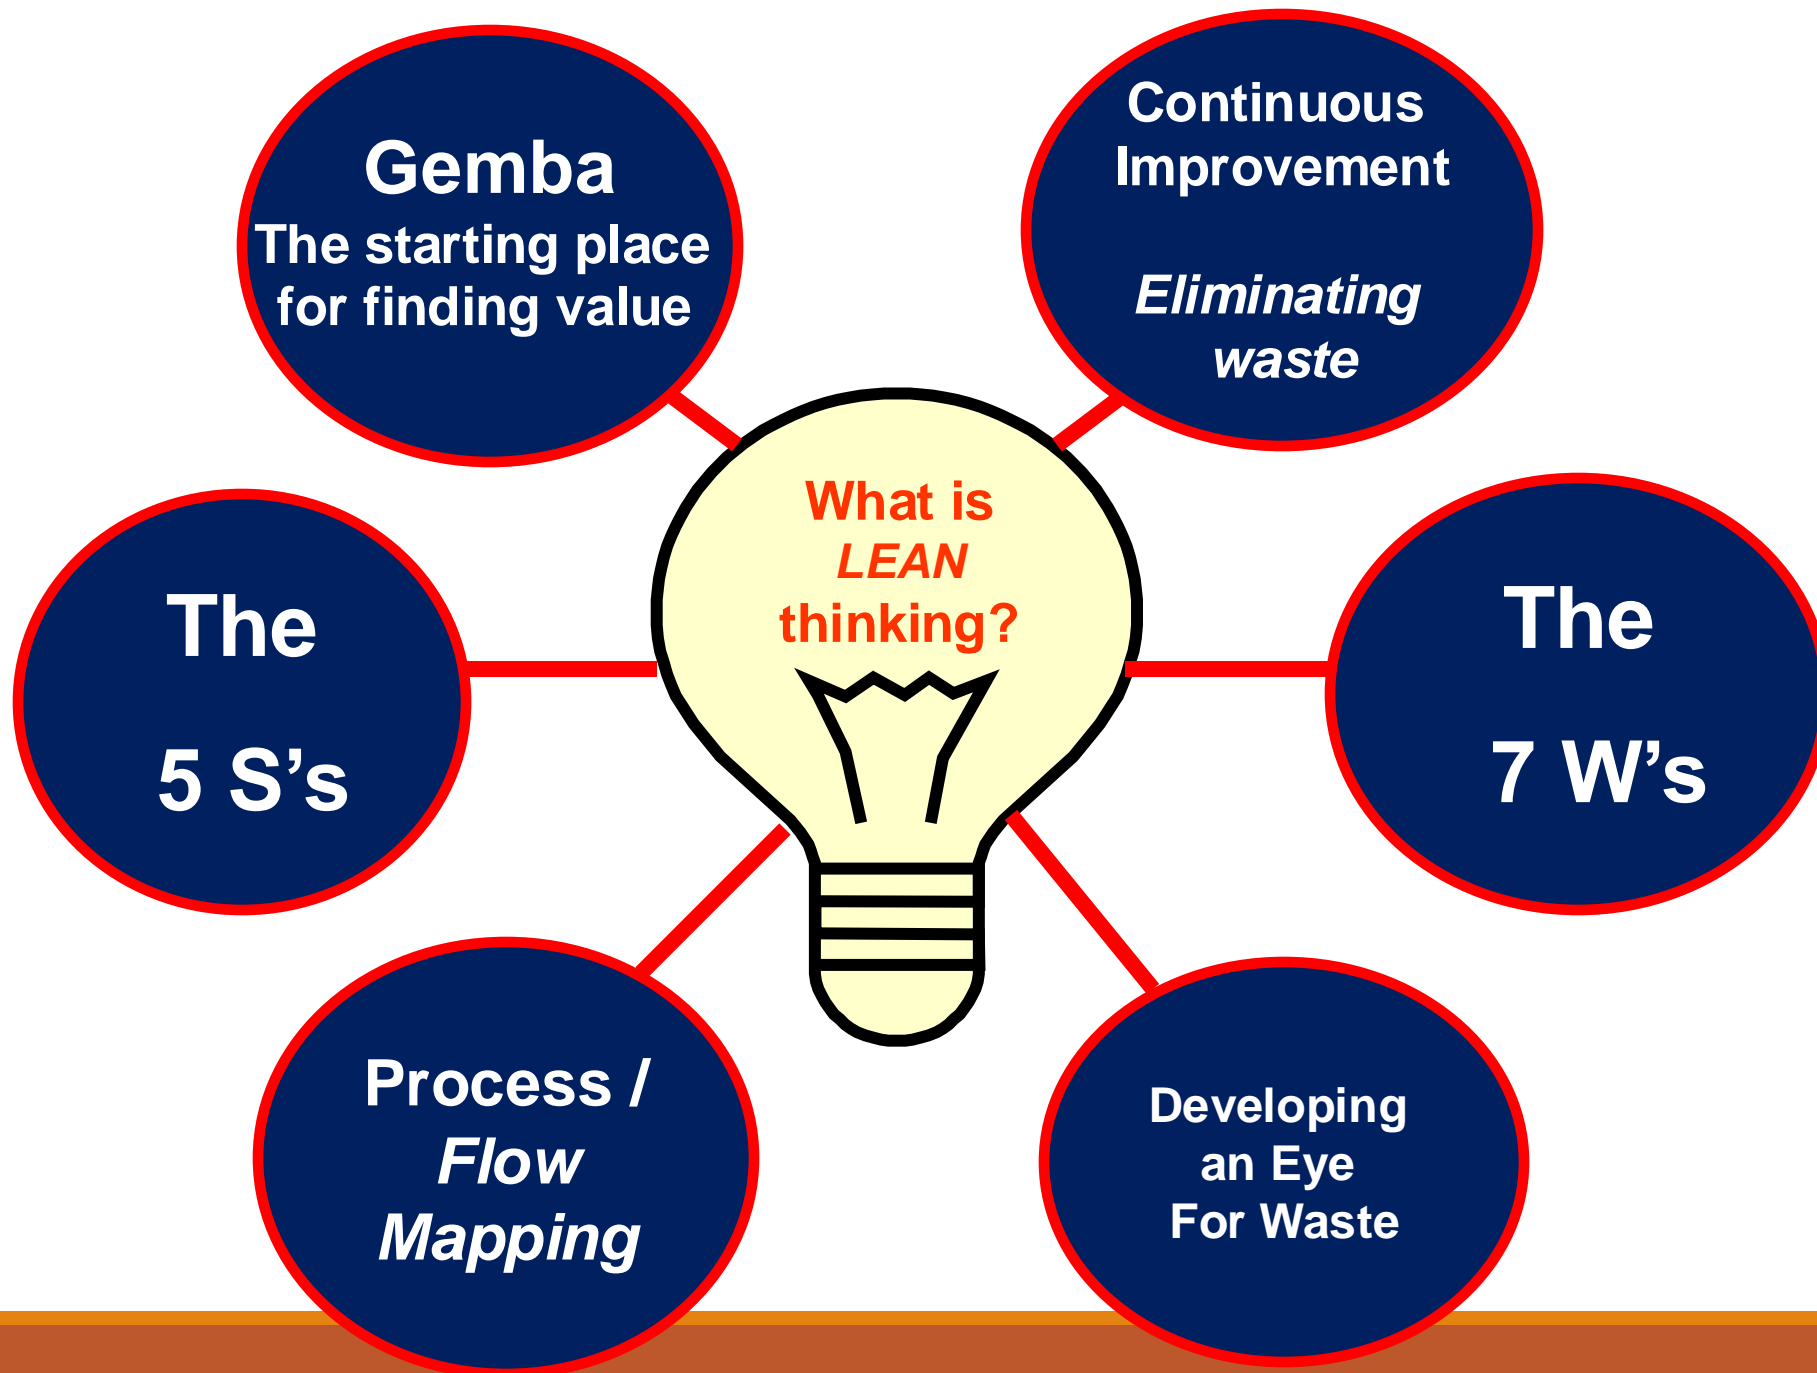 Gemba
The starting place
for finding value
Continuous
Improvement
Eliminating
waste
What is
LEAN
thinking?
The
5 S’s
The
7 W’s
Process /
Flow
Mapping
Developing
an Eye
For Waste